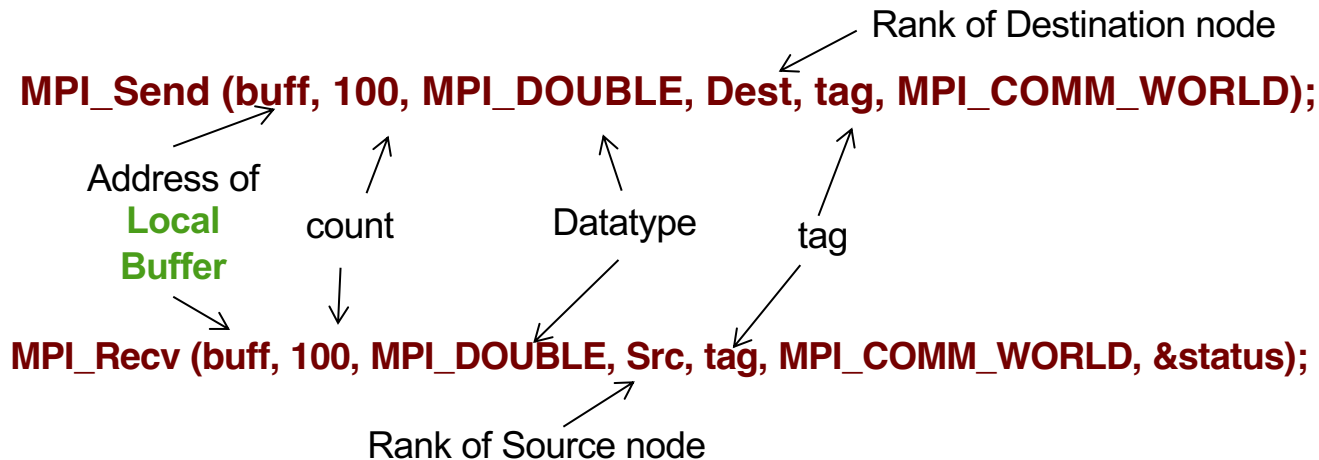 Rank of Destination node
MPI_Send (buff, 100, MPI_DOUBLE, Dest, tag, MPI_COMM_WORLD);
Address of
Local
Buffer
count
Datatype
tag
MPI_Recv (buff, 100, MPI_DOUBLE, Src, tag, MPI_COMM_WORLD, &status);
Rank of Source node